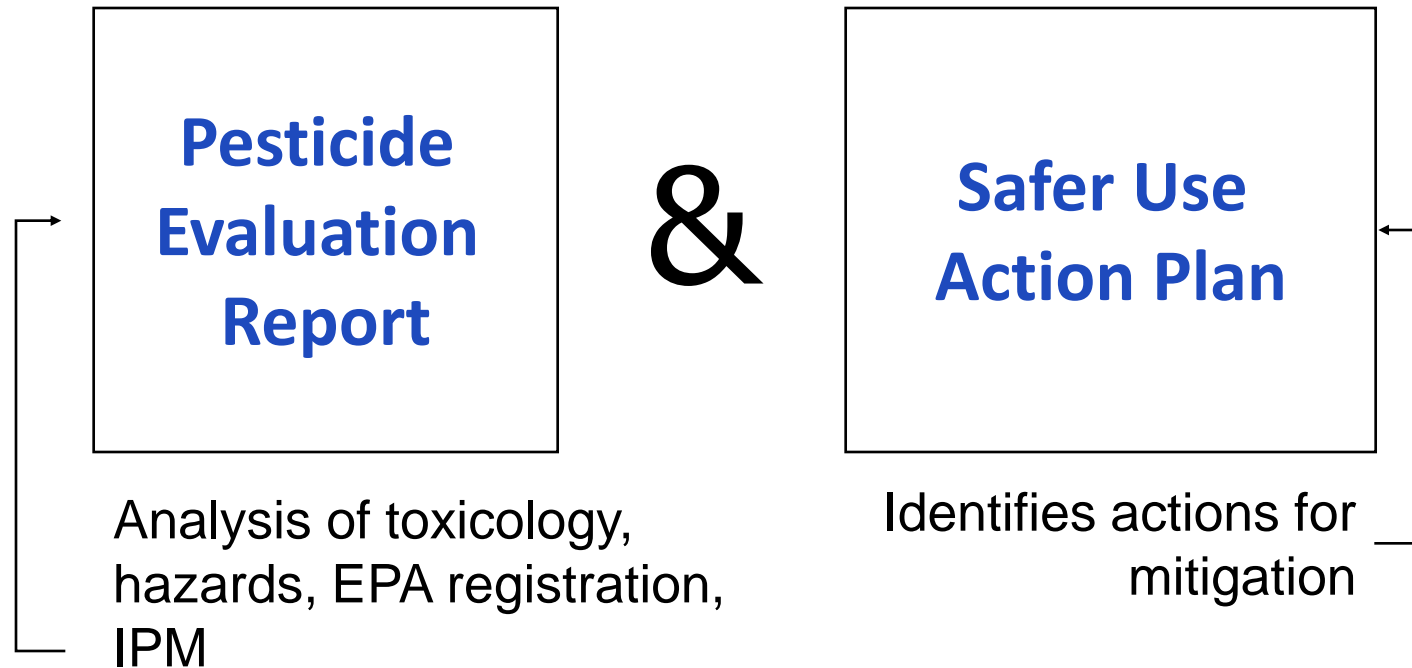 Pesticide
Evaluation
Report
&
Safer Use
Action Plan
Analysis of toxicology,
hazards, EPA registration,
IPM
Identifies actions for
mitigation